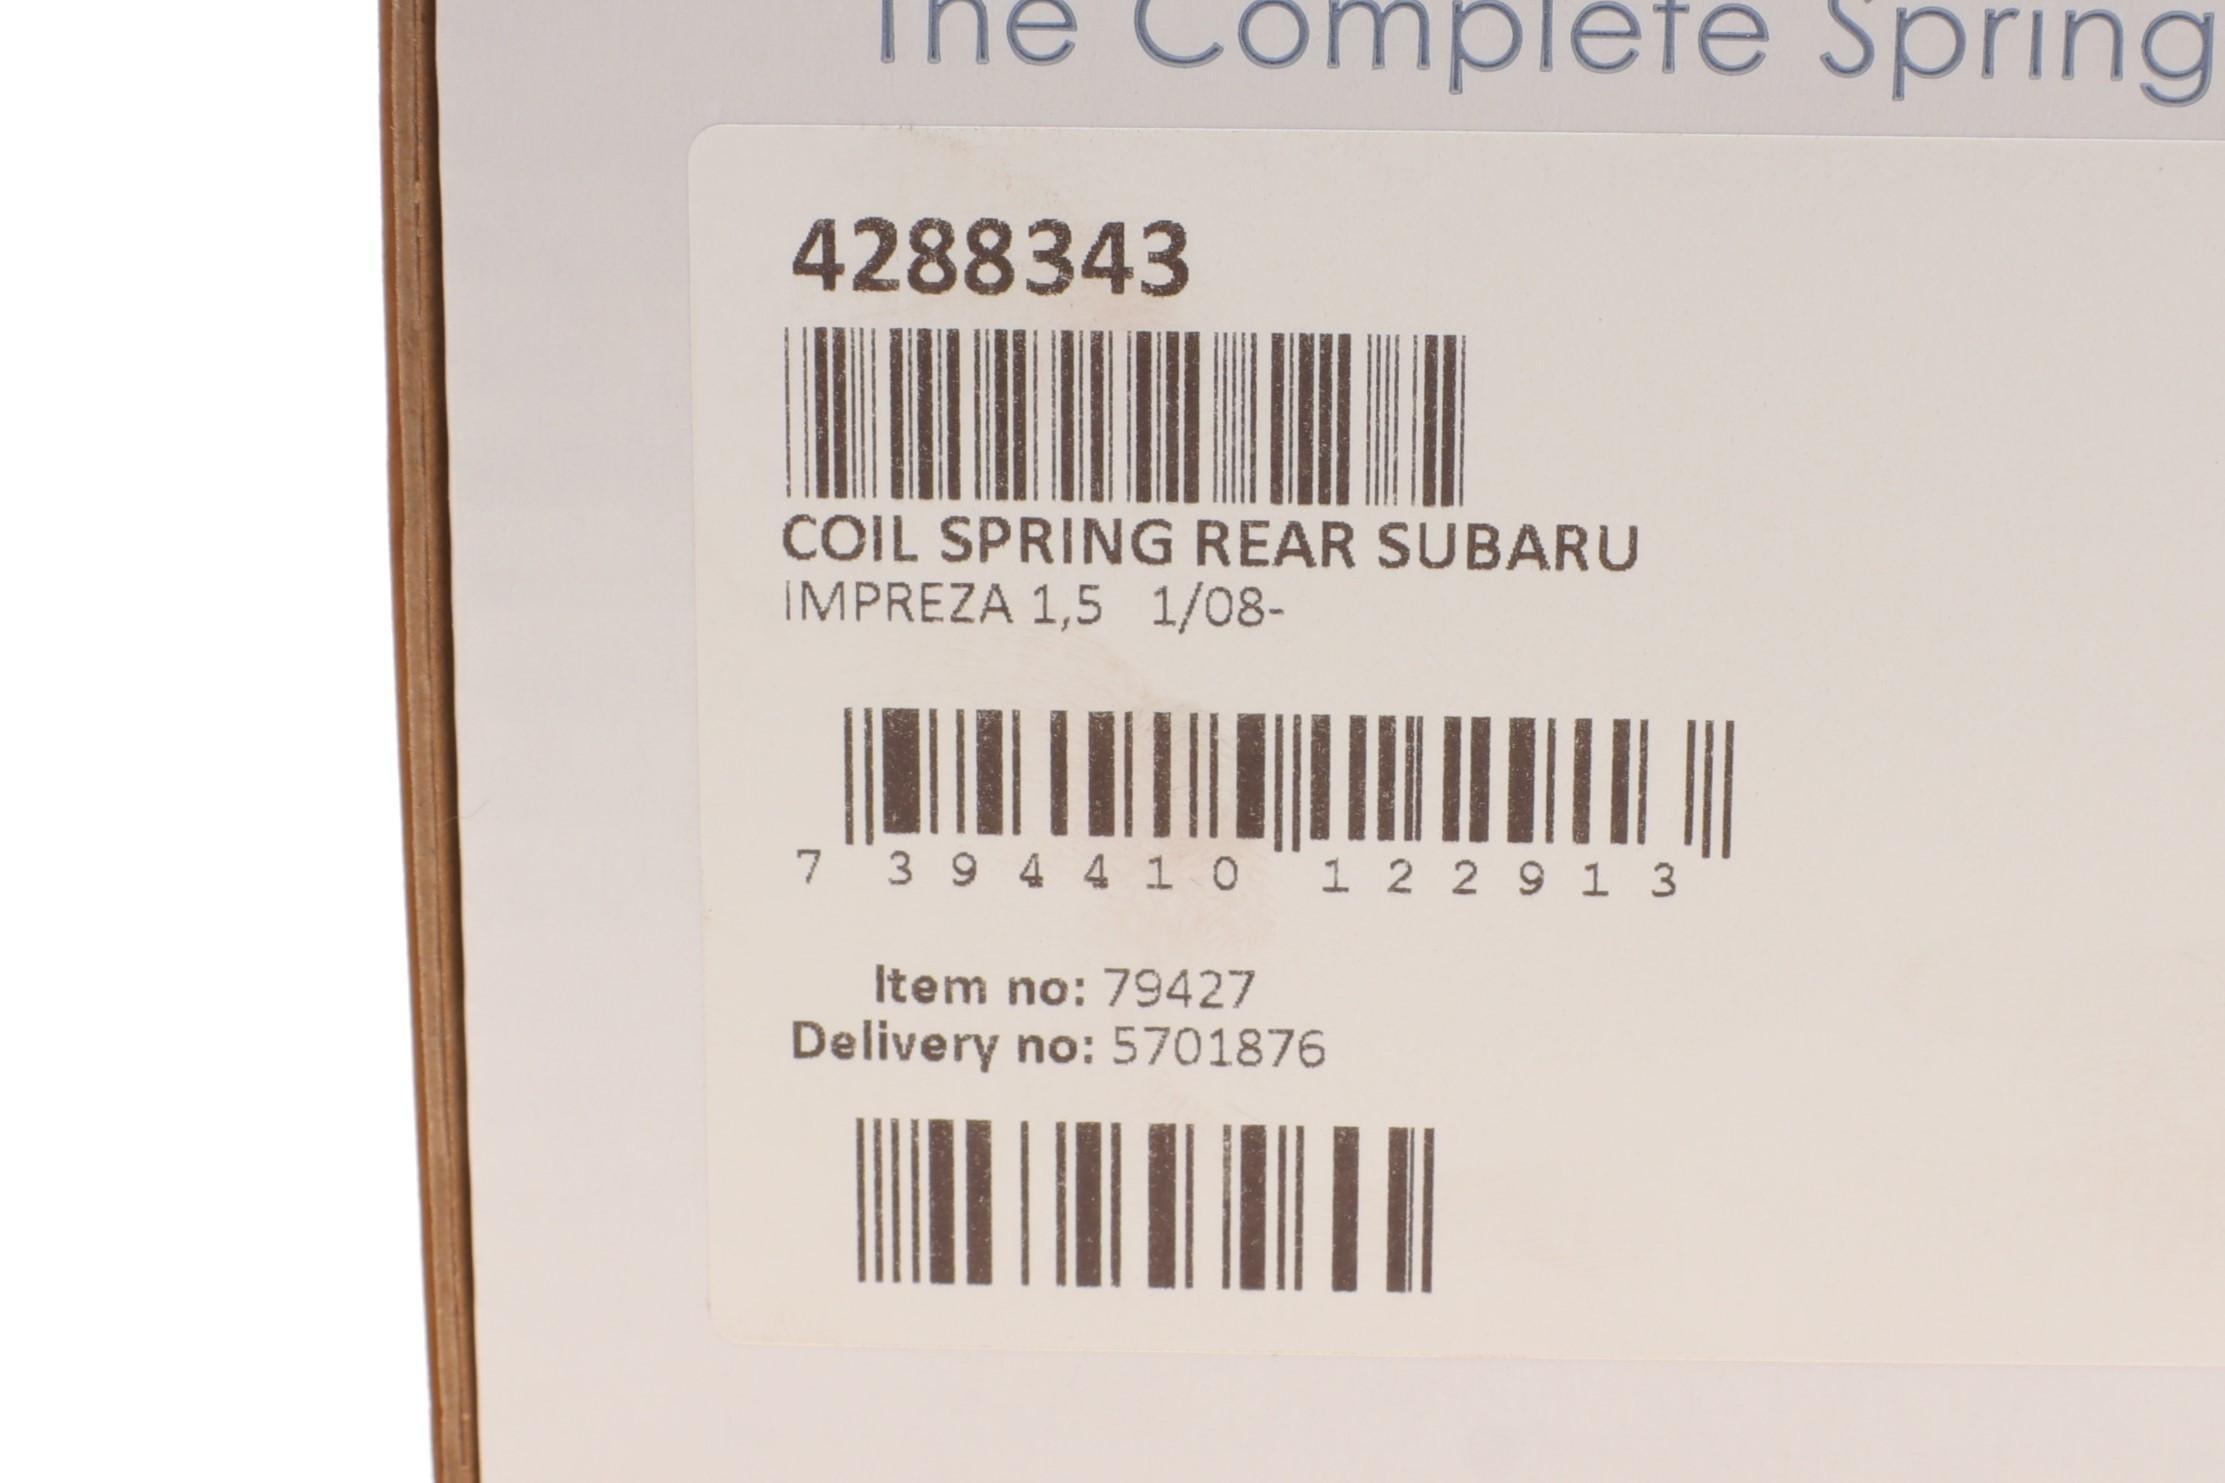 The Complete Spring
4288343
COIL SPRING REAR SUBARU
IMPREZA 1,5 1/08-
7 394410 122913
Item no: 79427
Delivery no: 5701876